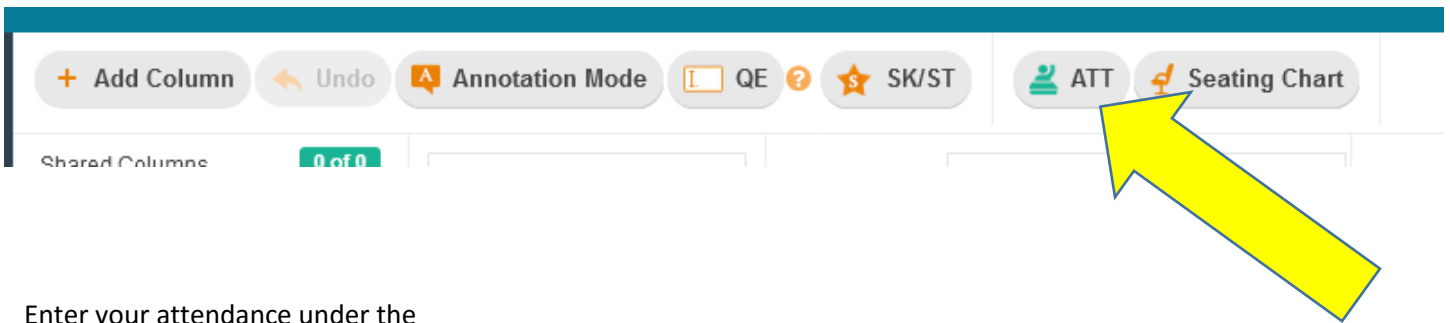 + Add Column Undo A Annotation Mode I QE ? S SK/ST ATT Seating Chart
Shared Columns 0 of 0
Enter your attendance under the